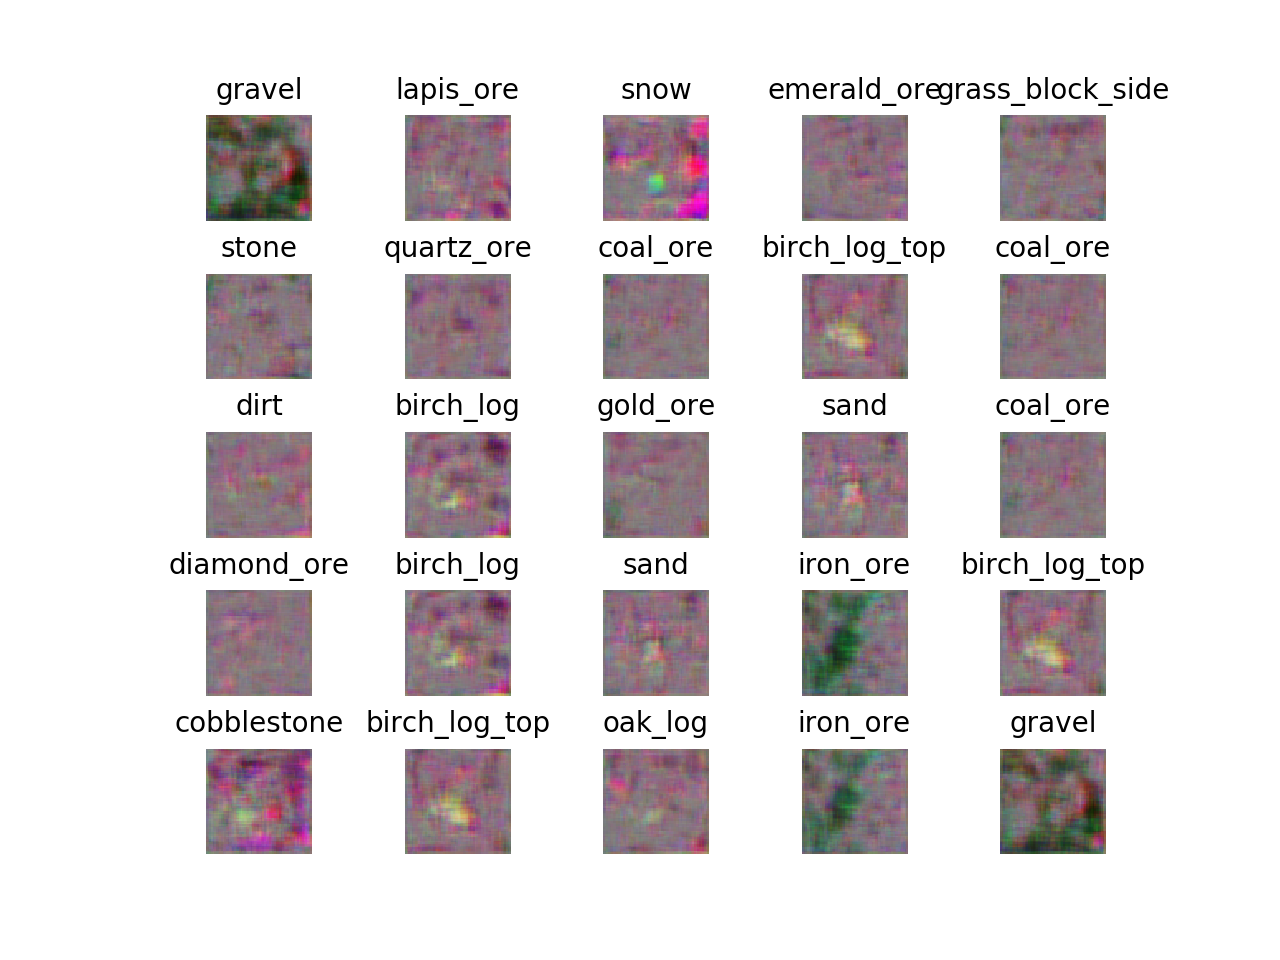 gravel lapis_ore snow emerald_ore grass_block_side
stone quartz_ore coal_ore birch_log_top coal_ore
dirt birch_log gold_ore sand coal_ore
diamond_ore birch_log sand iron_ore birch_log_top
cobblestone birch_log_top oak_log iron_ore gravel